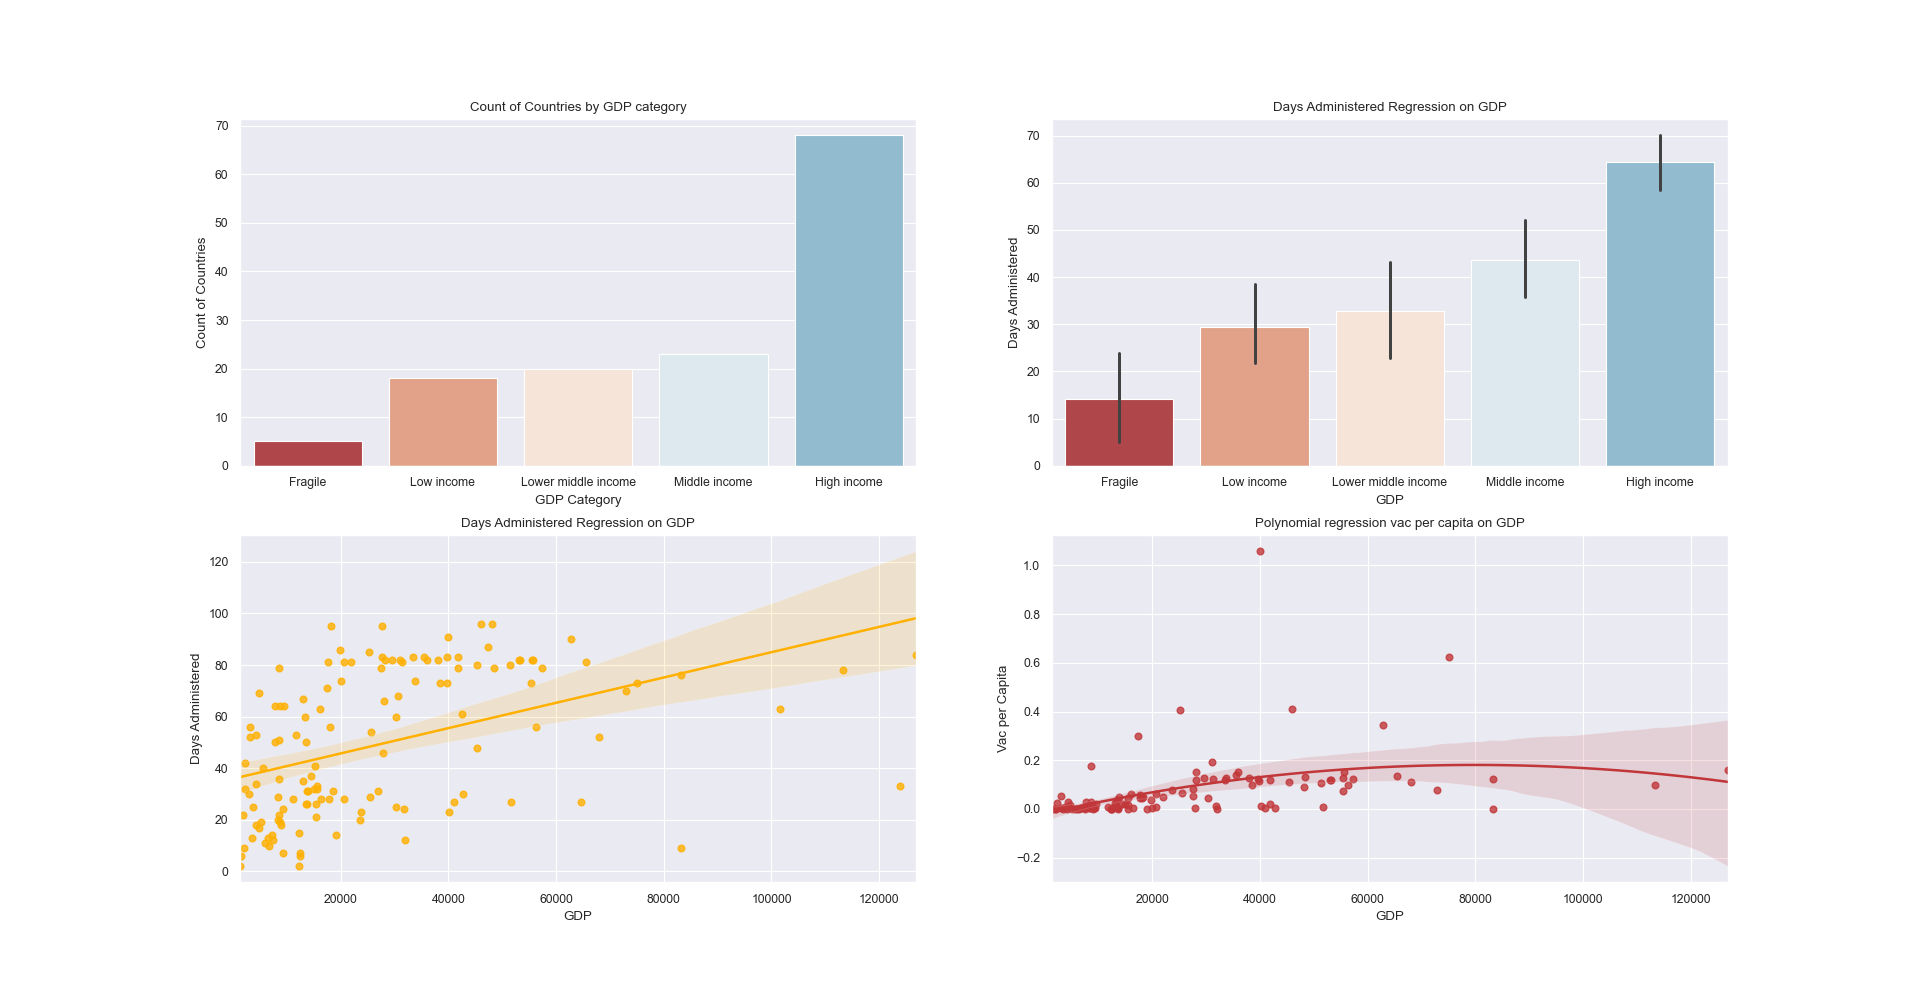 Count of Countries by GDP category
70
60
50
40
30
20
10
0
Count of Countries
Fragile Low income Lower middle income Middle income High income
GDP Category
Days Administered Regression on GDP
70
60
50
40
30
20
10
0
Days Administered
Fragile Low income Lower middle income Middle income High income
GDP
Days Administered Regression on GDP
120
100
80
60
40
20
0
Days Administered
20000 40000 60000 80000 100000 120000
GDP
Polynomial regression vac per capita on GDP
1.0
0.8
0.6
0.4
0.2
0.0
−0.2
Vac per Capita
20000 40000 60000 80000 100000 120000
GDP